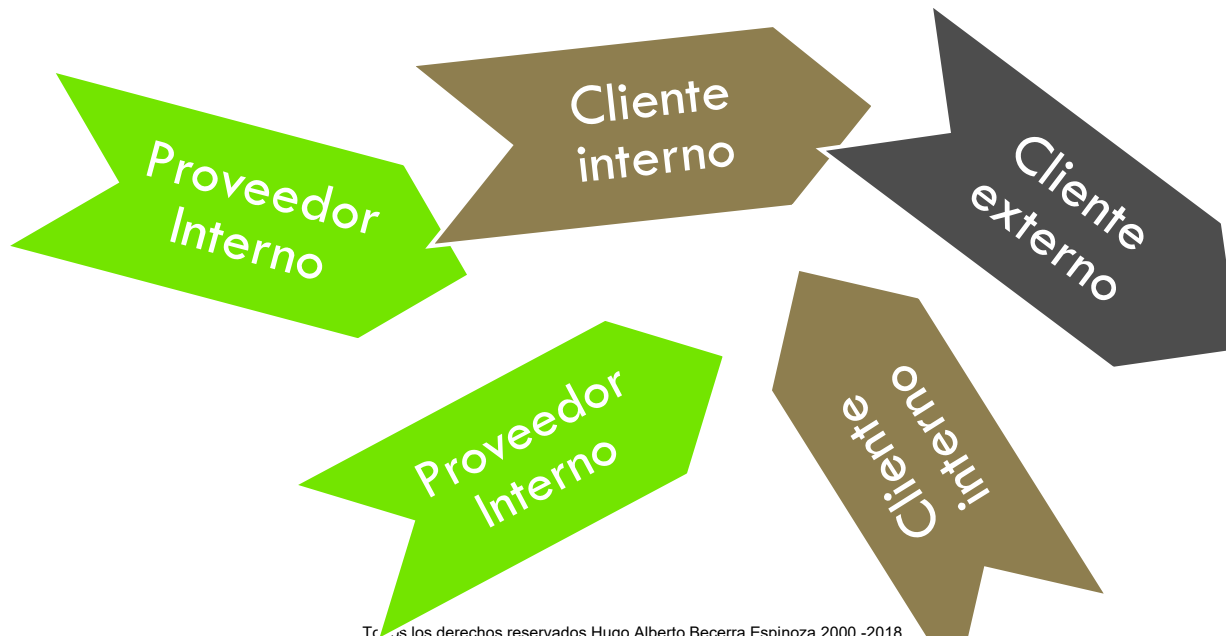 Proveedor
Interno
Cliente
interno
Cliente
externo
Proveedor
Interno
Cliente
interno
los derechos reservados Hugo Alberto Becerra Espinoza 2000 -2018